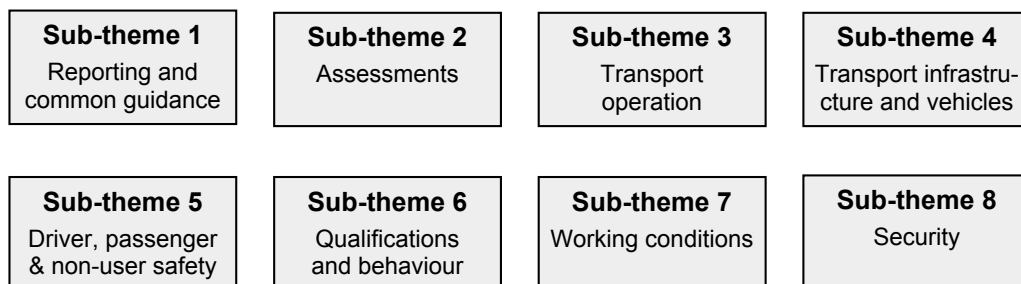 Sub-theme 1
Reporting and
common guidance
Sub-theme 2
Assessments
Sub-theme 3
Transport
operation
Sub-theme 4
Transport infrastru-
cture and vehicles
Sub-theme 5
Driver, passenger
& non-user safety
Sub-theme 6
Qualifications
and behaviour
Sub-theme 7
Working conditions
Sub-theme 8
Security